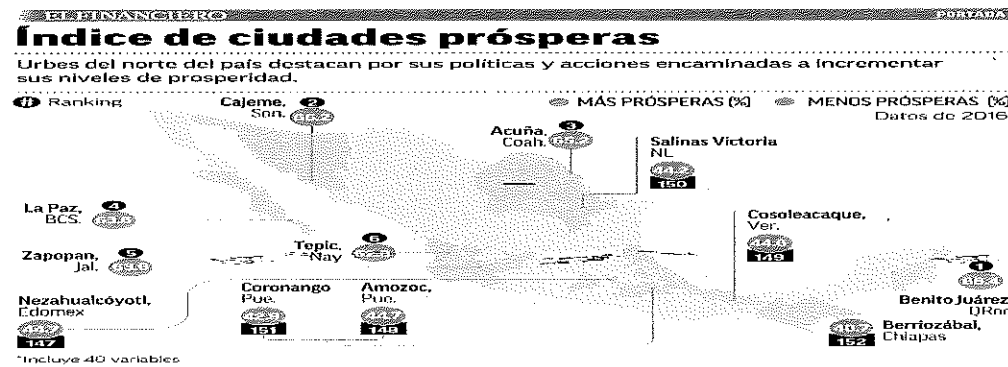 EL FINANCIERO
PORTADA
Índice de ciudades prósperas
Urbes del norte del país destacan por sus políticas y acciones encaminadas a incrementar
sus niveles de prosperidad.
# Ranking
MÁS PRÓSPERAS (%)
MENOS PRÓSPERAS (%)
Datos de 2016
Cajeme,
Son.
2
Acuña,
Coah.
3
Salinas Victoria
NL
150
La Paz,
BCS.
4
Cosoleacaque,
Ver.
149
Zapopan,
Jal.
5
Tepic,
Nay
6
1
Benito Juárez
QRoo
Nezahualcóyotl,
Edomex
147
Coronango
Pue.
151
Amozoc,
Pue.
148
Berriozábal,
Chiapas
152
*Incluye 40 variables